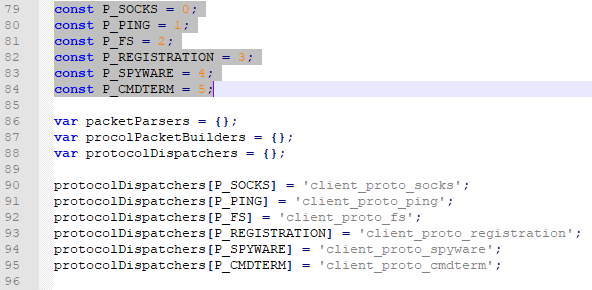 79 const P_SOCKS = 0;
80 const P_PING = 1;
81 const P_FS = 2;
82 const P_REGISTRATION = 3;
83 const P_SPYWARE = 4;
84 const P_CMDTERM = 5;
85
86 var packetParsers = {};
87 var procolPacketBuilders = {};
88 var protocolDispatchers = {};
89
90 protocolDispatchers[P_SOCKS] = 'client_proto_socks';
91 protocolDispatchers[P_PING] = 'client_proto_ping';
92 protocolDispatchers[P_FS] = 'client_proto_fs';
93 protocolDispatchers[P_REGISTRATION] = 'client_proto_registration';
94 protocolDispatchers[P_SPYWARE] = 'client_proto_spyware';
95 protocolDispatchers[P_CMDTERM] = 'client_proto_cmdterm';
96